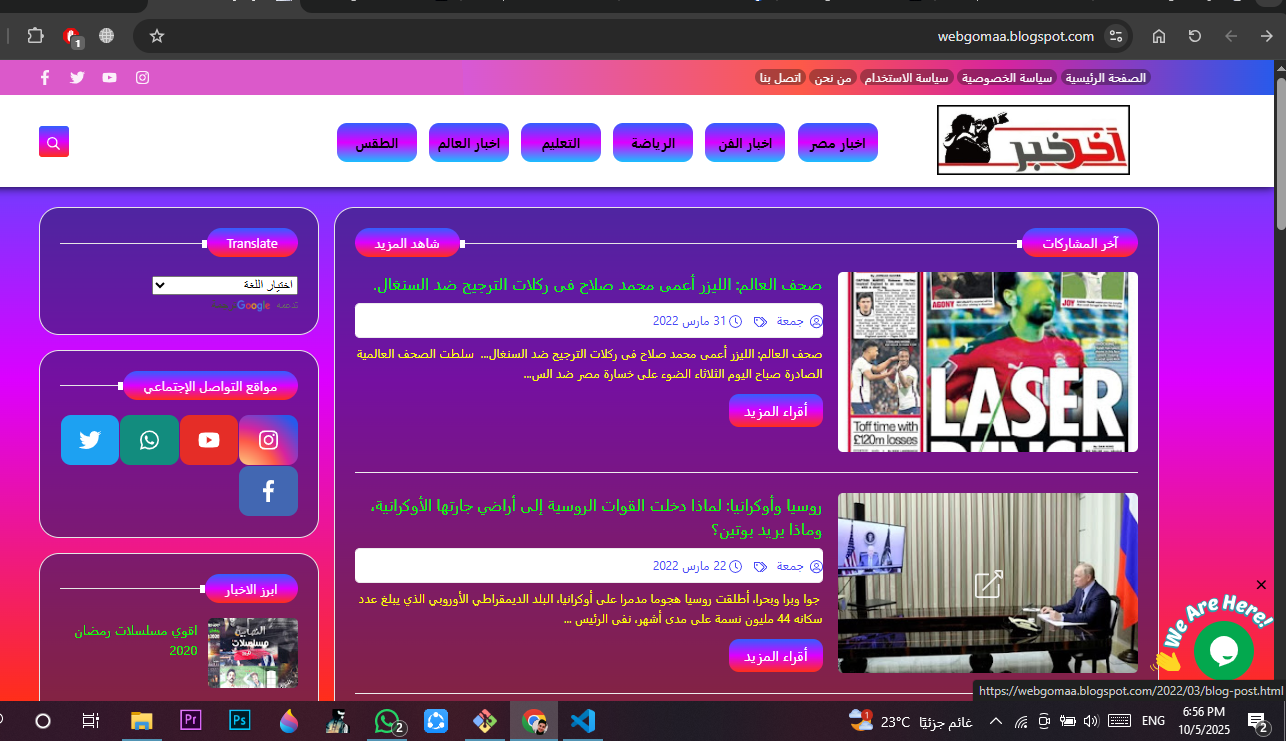 webgomaa.blogspot.com
1
الصفحة الرئيسية
سياسة الخصوصية
سياسة الاستخدام
من نحن
اتصل بنا
آخر خبر
اخبار مصر
اخبار الفن
الرياضة
التعليم
اخبار العالم
الطقس
آخر المشاركات
شاهد المزيد
صحف العالم: الليزر أعمى محمد صلاح فى ركلات الترجيح ضد السنغال.
جمعة
31 مارس 2022
صحف العالم: الليزر أعمى محمد صلاح فى ركلات الترجيح ضد السنغال... سلطت الصحف العالمية
الصادرة صباح اليوم الثلاثاء الضوء على خسارة مصر ضد الس...
أقراء المزيد
AGONY
JOY
LASER
Toff time with
£120m losses
روسيا وأوكرانيا: لماذا دخلت القوات الروسية إلى أراضي جارتها الأوكرانية،
وماذا يريد بوتين؟
جمعة
22 مارس 2022
جوا وبرا وبحرا، أطلقت روسيا هجوما مدمرا على أوكرانيا، البلد الديمقراطي الأوروبي الذي يبلغ عدد
سكانه 44 مليون نسمة على مدى أشهر، نفى الرئيس ...
أقراء المزيد
Translate
اختيار اللغة
Google
مواقع التواصل الإجتماعي
ابرز الاخبار
اقوي مسلسلات رمضان
2020
مسلسلات
We Are Here!
https://webgomaa.blogspot.com/2022/03/blog-post.html
Pr
Ps
2
1
23°C
غائم جزئيًا
ENG
6:56 PM
10/5/2025
2